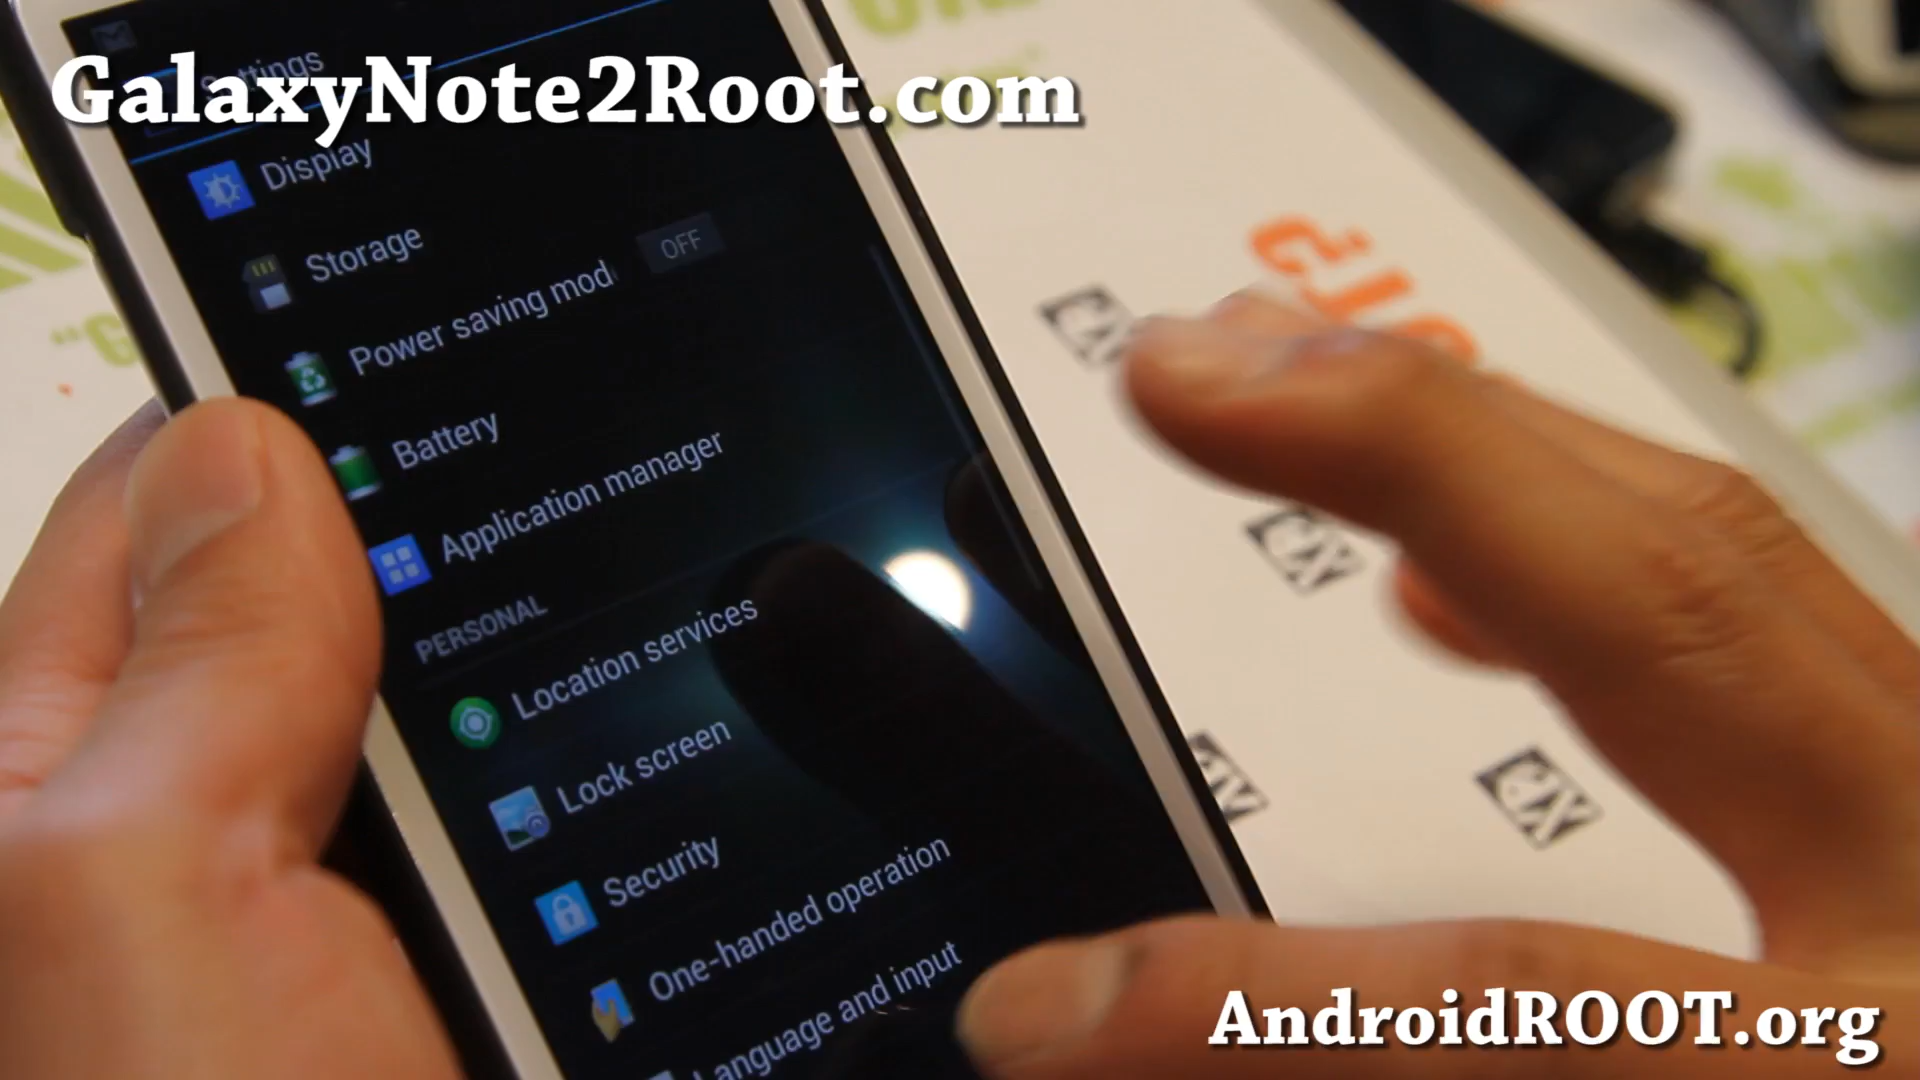 GalaxyNote2Root.com
Settings
Display
Storage
Power saving mod
OFF
Battery
Application manager
PERSONAL
Location services
Lock screen
Security
One-handed operation
Language and input
AndroidROOT.org